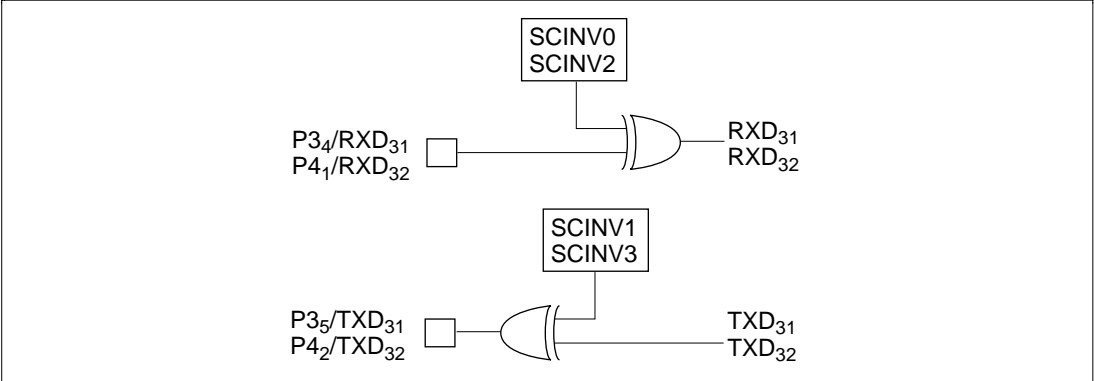 SCINV0
SCINV2
P3₄/RXD₃₁
P4₁/RXD₃₂
RXD₃₁
RXD₃₂
SCINV1
SCINV3
P3₅/TXD₃₁
P4₂/TXD₃₂
TXD₃₁
TXD₃₂